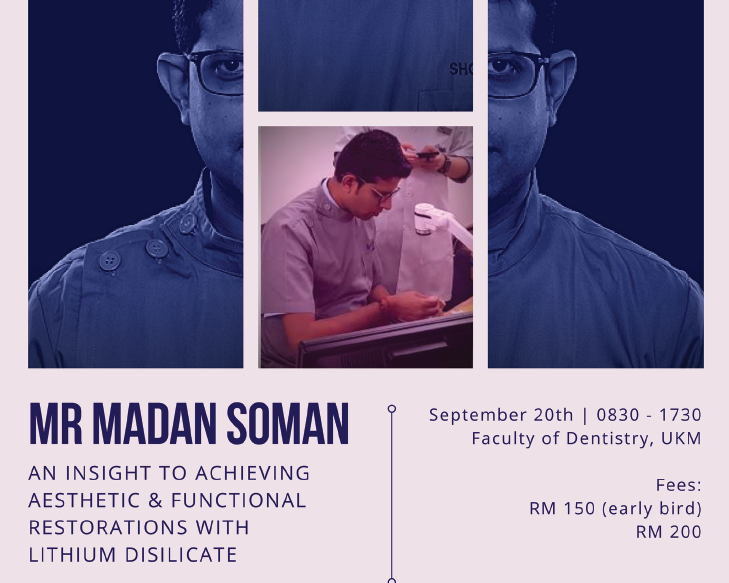 MR MADAN SOMAN
AN INSIGHT TO ACHIEVING
AESTHETIC & FUNCTIONAL
RESTORATIONS WITH
LITHIUM DISILICATE
September 20th | 0830 - 1730
Faculty of Dentistry, UKM
Fees:
RM 150 (early bird)
RM 200